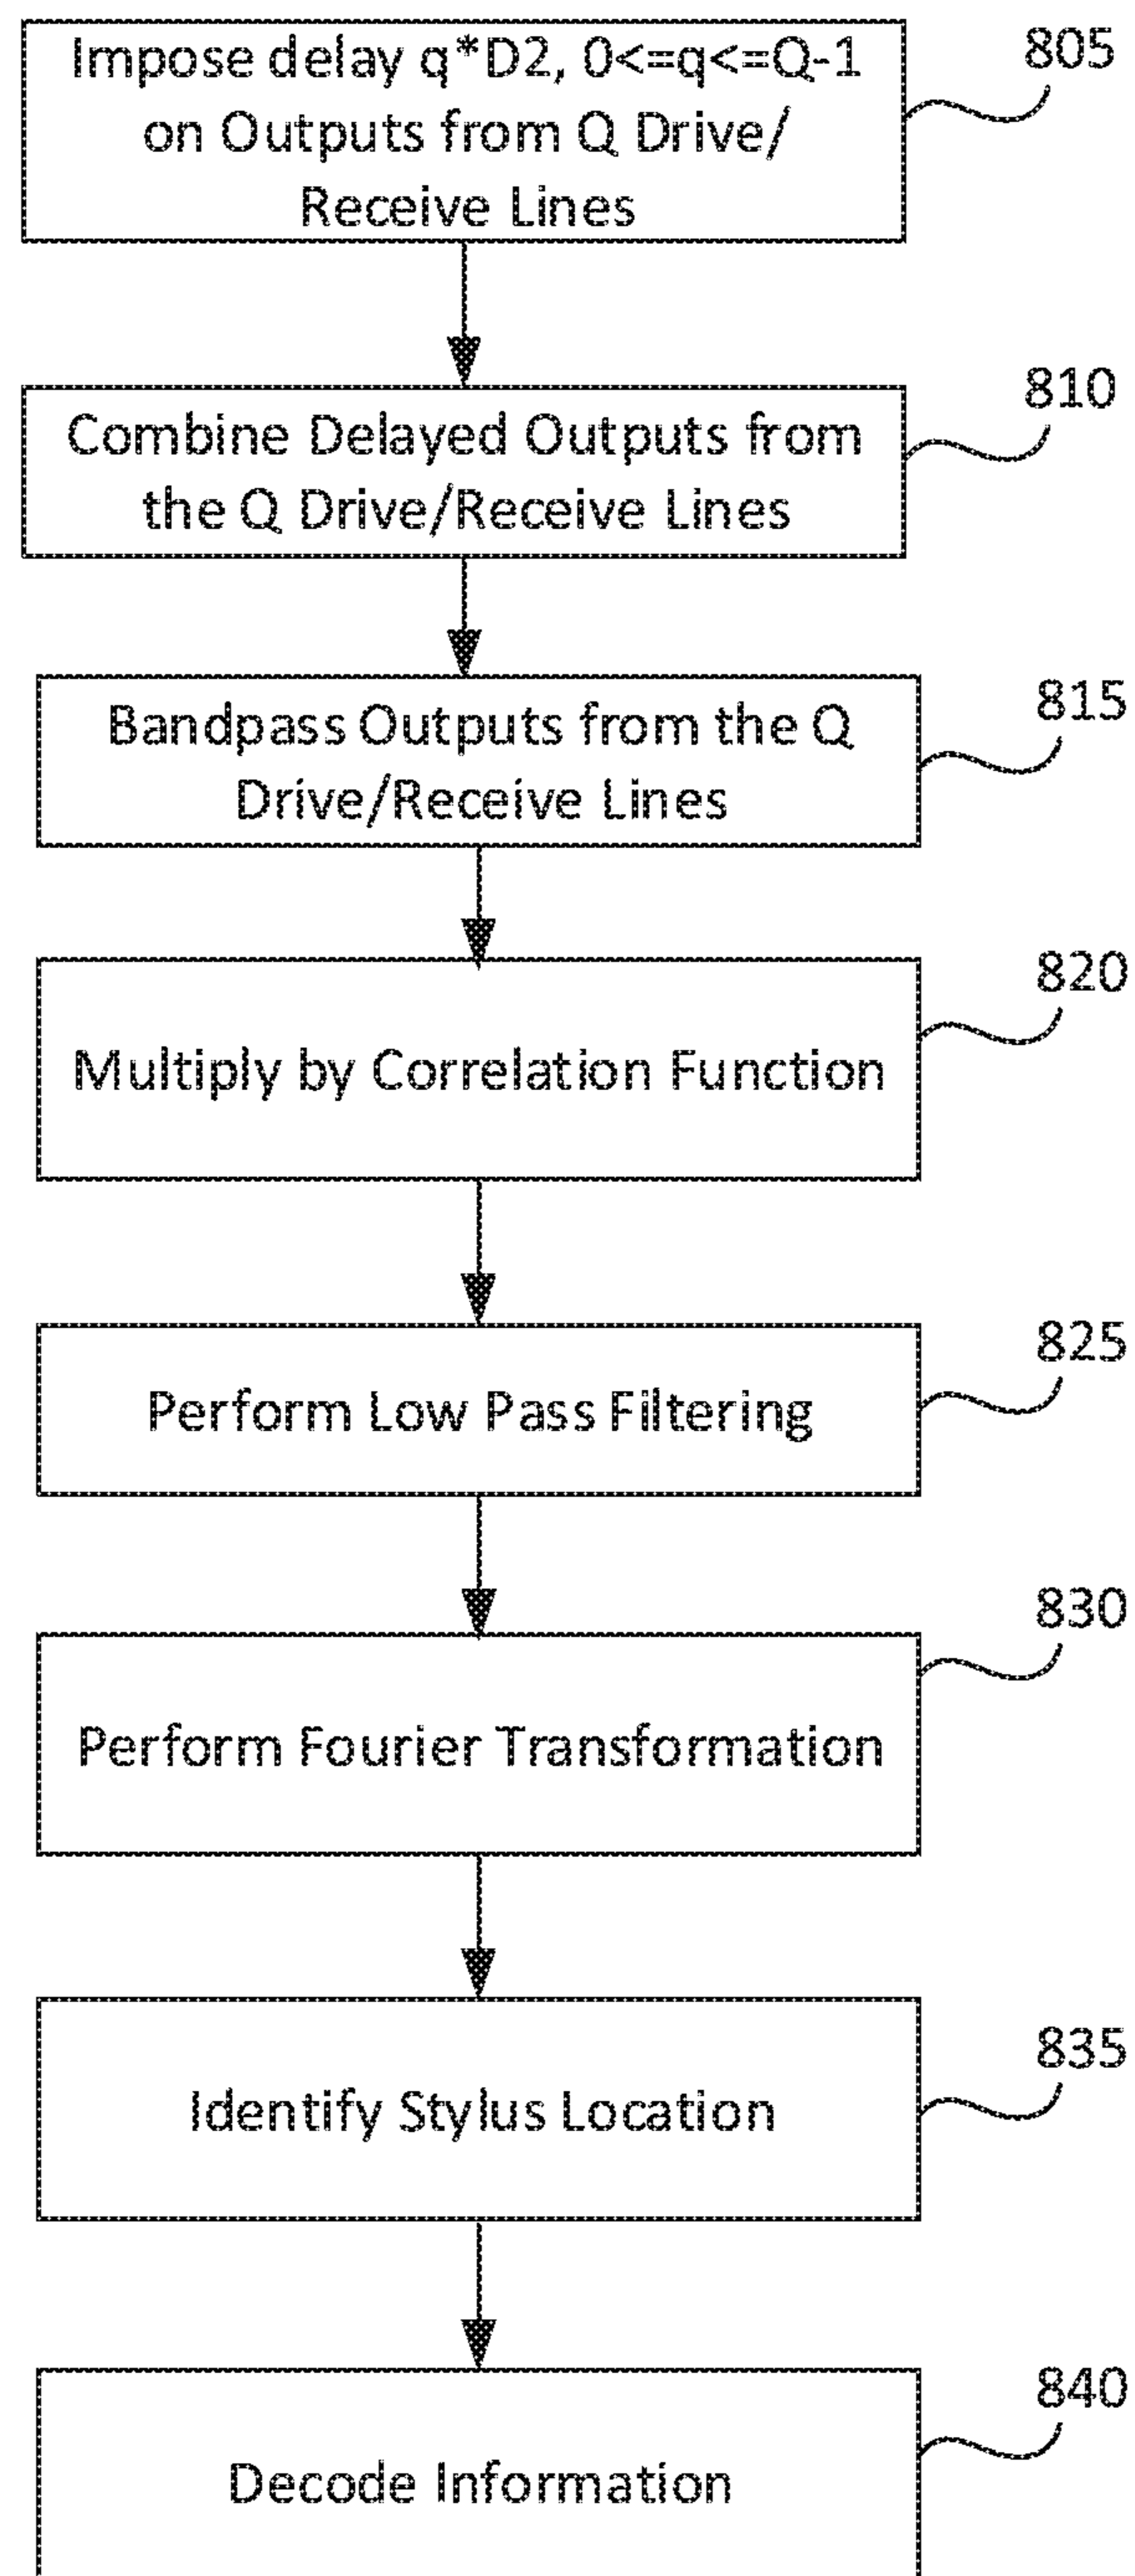 Impose delay q*D2, 0<=q<=Q-1
on Outputs from Q Drive/
Receive Lines
805
Combine Delayed Outputs from
the Q Drive/Receive Lines
810
Bandpass Outputs from the Q
Drive/Receive Lines
815
Multiply by Correlation Function
820
Perform Low Pass Filtering
825
Perform Fourier Transformation
830
Identify Stylus Location
835
Decode Information
840